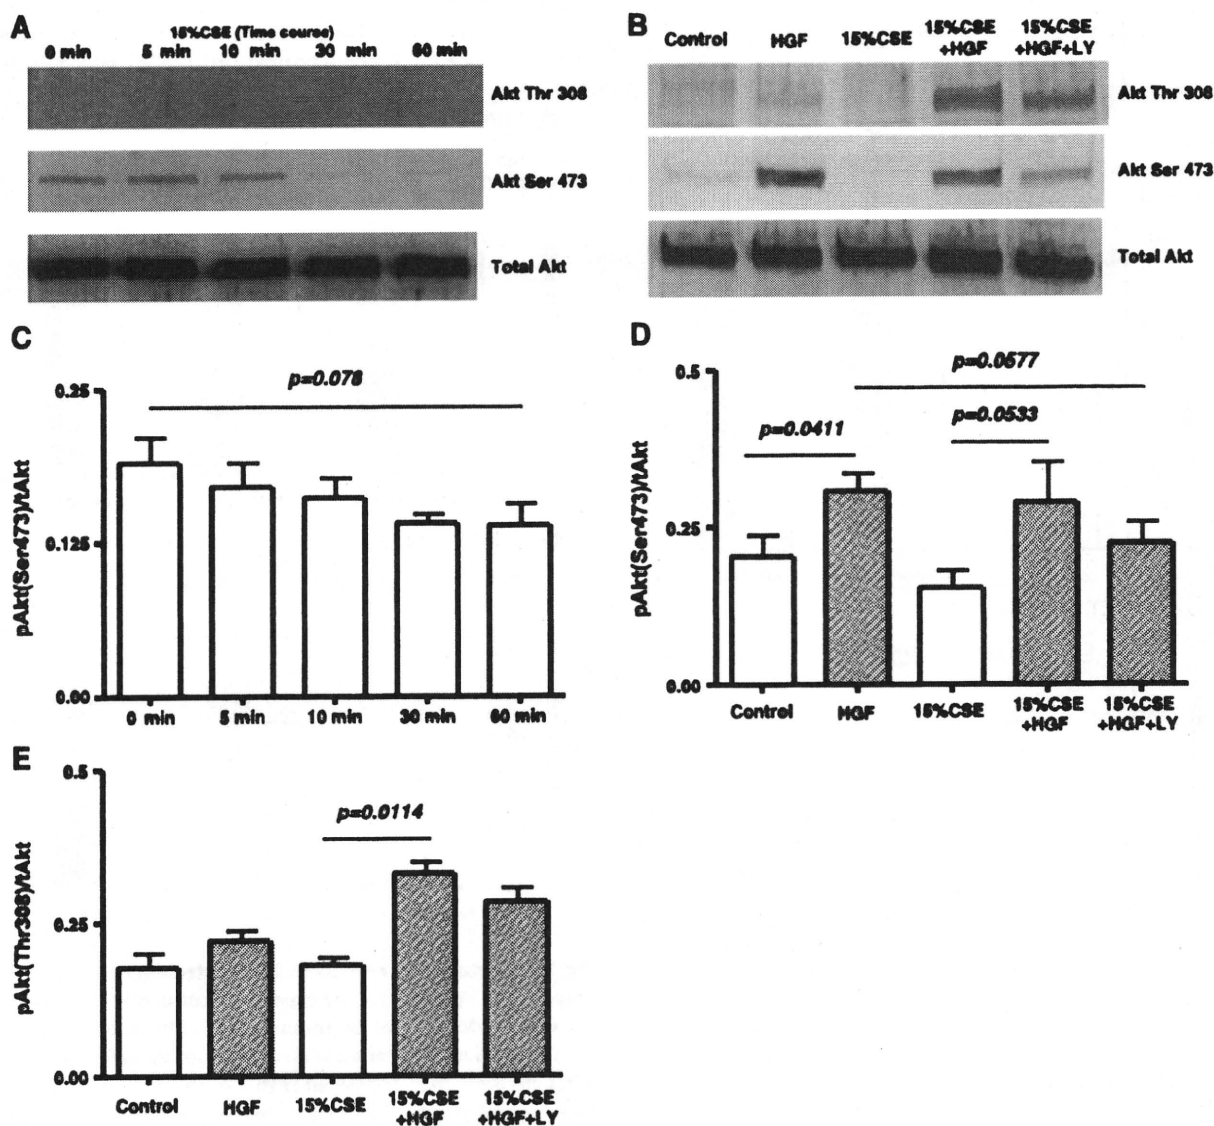 A
15%CSE (Time course)
0 min 5 min 10 min 30 min 60 min
Akt Thr 308
Akt Ser 473
Total Akt
B
Control HGF 15%CSE 15%CSE 15%CSE
+HGF +HGF+LY
Akt Thr 308
Akt Ser 473
Total Akt
C
p=0.078
0.25
0.125
0.00
pAkt(Ser473)/tAkt
0 min 5 min 10 min 30 min 60 min
D
p=0.0577
p=0.0533
p=0.0411
0.5
0.25
0.00
pAkt(Ser473)/tAkt
Control HGF 15%CSE 15%CSE 15%CSE
+HGF +HGF+LY
E
p=0.0114
0.5
0.25
0.00
pAkt(Thr308)/tAkt
Control HGF 15%CSE 15%CSE 15%CSE
+HGF +HGF+LY